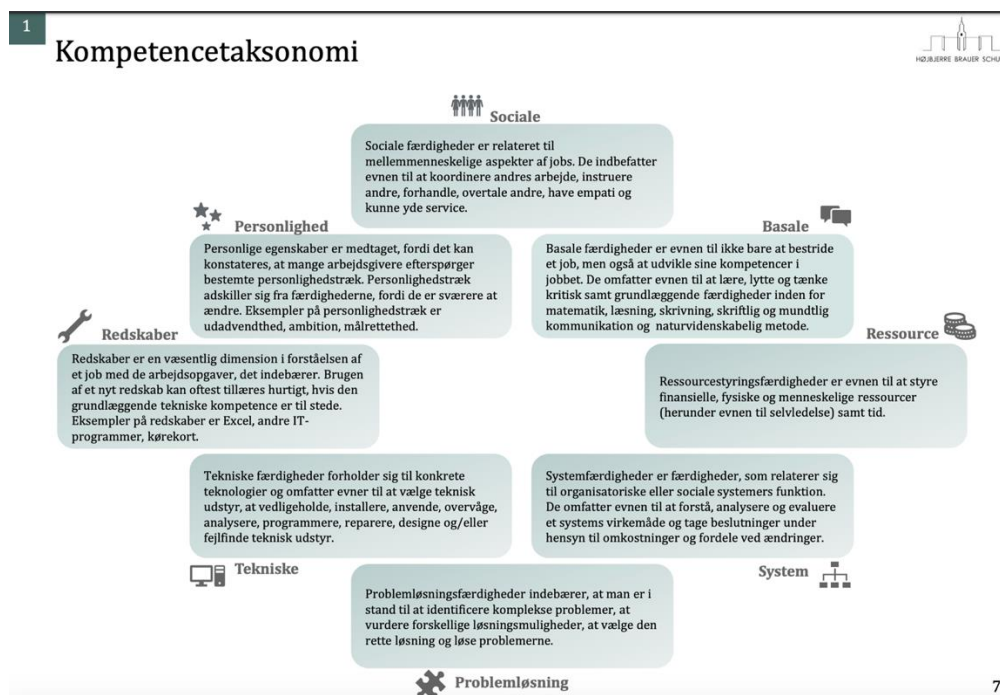 1
Kompetencetaksonomi
HØJBJERRE BRAUER SCHU
Sociale
Sociale færdigheder er relateret til
mellemmenneskelige aspekter af jobs. De indbefatter
evnen til at koordinere andres arbejde, instruere
andre, forhandle, overtale andre, have empati og
kunne yde service.
Personlighed
Personlige egenskaber er medtaget, fordi det kan
konstateres, at mange arbejdsgivere efterspørger
bestemte personlighedstræk. Personlighedstræk
adskiller sig fra færdighederne, fordi de er sværere at
ændre. Eksempler på personlighedstræk er
udadvendthed, ambition, målrettethed.
Basale
Basale færdigheder er evnen til ikke bare at bestride
et job, men også at udvikle sine kompetencer i
jobbet. De omfatter evnen til at lære, lytte og tænke
kritisk samt grundlæggende færdigheder inden for
matematik, læsning, skrivning, skriftlig og mundtlig
kommunikation og naturvidenskabelig metode.
Redskaber
Redskaber er en væsentlig dimension i forståelsen af
et job med de arbejdsopgaver, det indebærer. Brugen
af et nyt redskab kan oftest tillæres hurtigt, hvis den
grundlæggende tekniske kompetence er til stede.
Eksempler på redskaber er Excel, andre IT-
programmer, kørekort.
Ressource
Ressourcestyringsfærdigheder er evnen til at styre
finansielle, fysiske og menneskelige ressourcer
(herunder evnen til selvledelse) samt tid.
Tekniske færdigheder forholder sig til konkrete
teknologier og omfatter evner til at vælge teknisk
udstyr, at vedligeholde, installere, anvende, overvåge,
analysere, programmere, reparere, designe og/eller
fejlfinde teknisk udstyr.
Tekniske
Systemfærdigheder er færdigheder, som relaterer sig
til organisatoriske eller sociale systemers funktion.
De omfatter evnen til at forstå, analysere og evaluere
et systems virkemåde og tage beslutninger under
hensyn til omkostninger og fordele ved ændringer.
System
Problemløsningsfærdigheder indebærer, at man er i
stand til at identificere komplekse problemer, at
vurdere forskellige løsningsmuligheder, at vælge den
rette løsning og løse problemerne.
Problemløsning
7